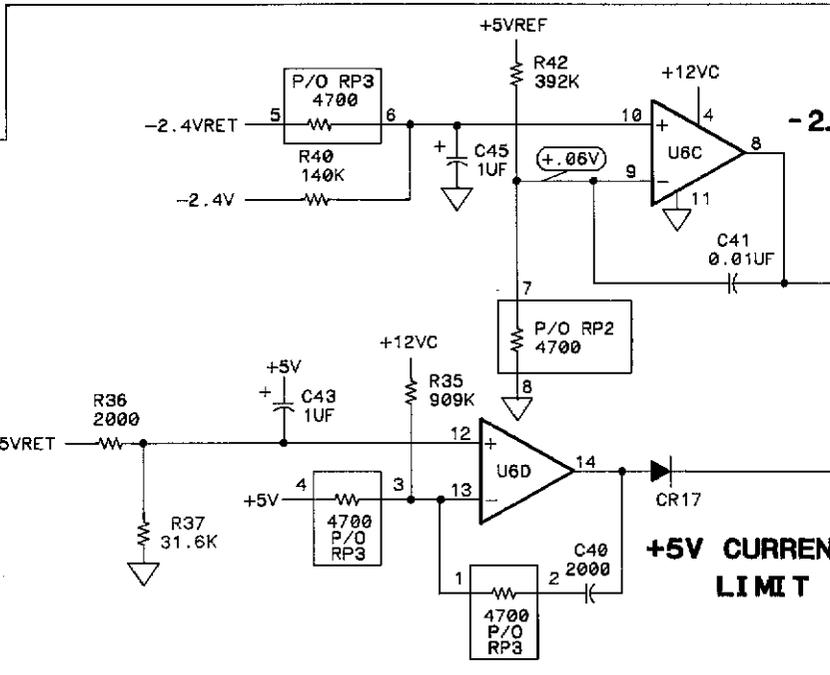 +5VREF
R42
392K
+12VC
P/O RP3
4700
-2.4VRET
5
6
10
+
4
-2.
R40
140K
+
C45
1UF
+.06V
9
-
U6C
8
-2.4V
11
C41
0.01UF
7
P/O RP2
4700
8
+12VC
+5V
R35
909K
+
C43
1UF
R36
2000
5VRET
12
+
U6D
14
+5V
4
3
13
-
CR17
4700
P/O
RP3
R37
31.6K
+5V CURREN
LIMIT
C40
2000
1
2
4700
P/O
RP3